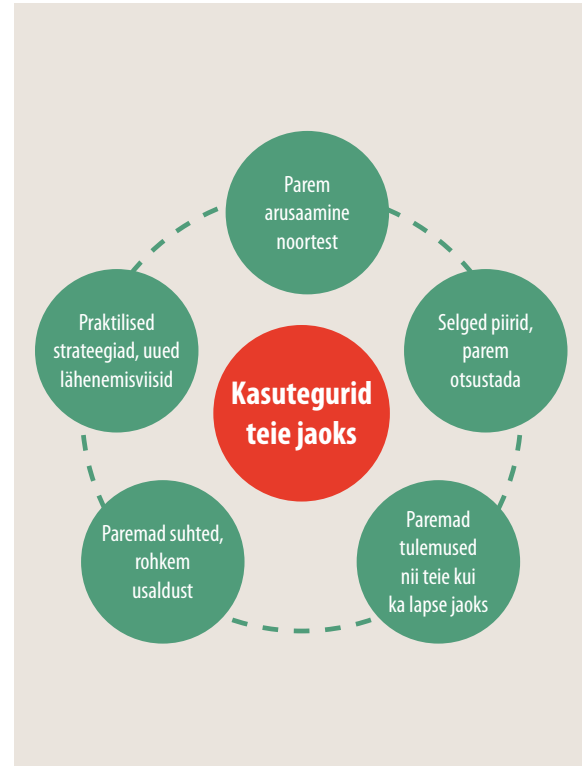 Parem
arusaamine
noortest
Praktilised
strateegiad, uued
lähenemisviisid
Selged piirid,
parem
otsustada
Kasutegurid
teie jaoks
Paremad suhted,
rohkem
usaldust
Paremad
tulemused
nii teie kui
ka lapse jaoks